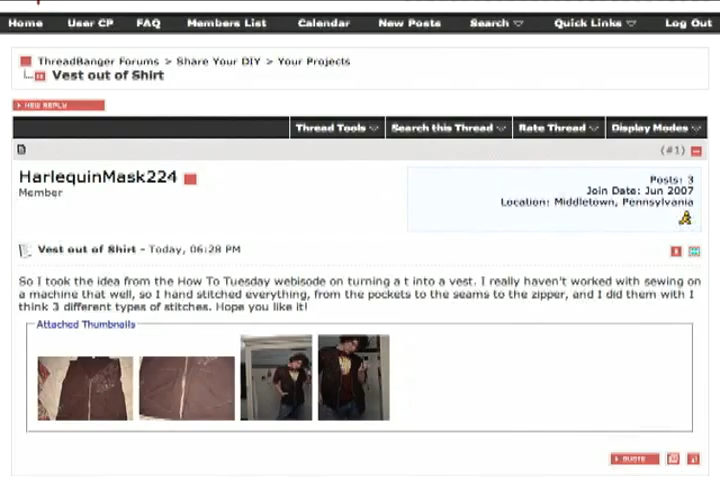 Home User CP FAQ Members List Calendar New Posts Search Quick Links Log Out
ThreadBanger Forums > Share Your DIY > Your Projects
Vest out of Shirt
NEW REPLY
Thread Tools Search this Thread Rate Thread Display Modes
(#1)
HarlequinMask224
Member
Posts: 3
Join Date: Jun 2007
Location: Middletown, Pennsylvania
Vest out of Shirt - Today, 06:28 PM
So I took the idea from the How To Tuesday webisode on turning a t into a vest. I really haven't worked with sewing on
a machine that well, so I hand stitched everything, from the pockets to the seams to the zipper, and I did them with I
think 3 different types of stitches. Hope you like it!
Attached Thumbnails
QUOTE